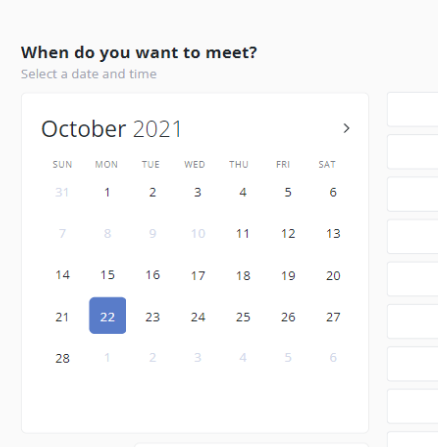 When do you want to meet?
Select a date and time
October 2021
SUN MON TUE WED THU FRI SAT
31 1 2 3 4 5 6
7 8 9 10 11 12 13
14 15 16 17 18 19 20
21 22 23 24 25 26 27
28 1 2 3 4 5 6